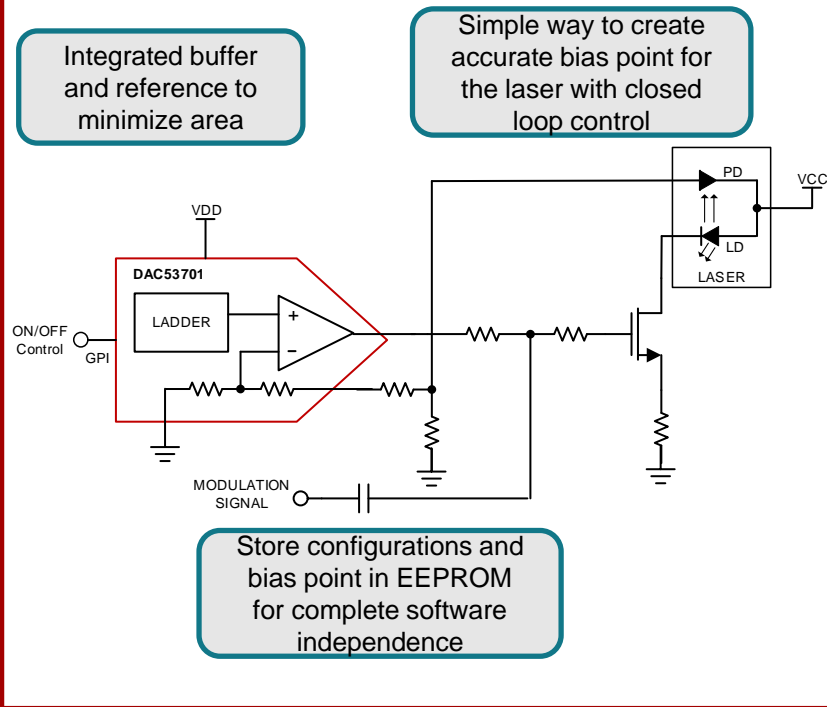 Integrated buffer
and reference to
minimize area
Simple way to create
accurate bias point for
the laser with closed
loop control
PD
VCC
LD
LASER
VDD
DAC53701
LADDER
+
−
ON/OFF
Control
GPI
MODULATION
SIGNAL
Store configurations and
bias point in EEPROM
for complete software
independence